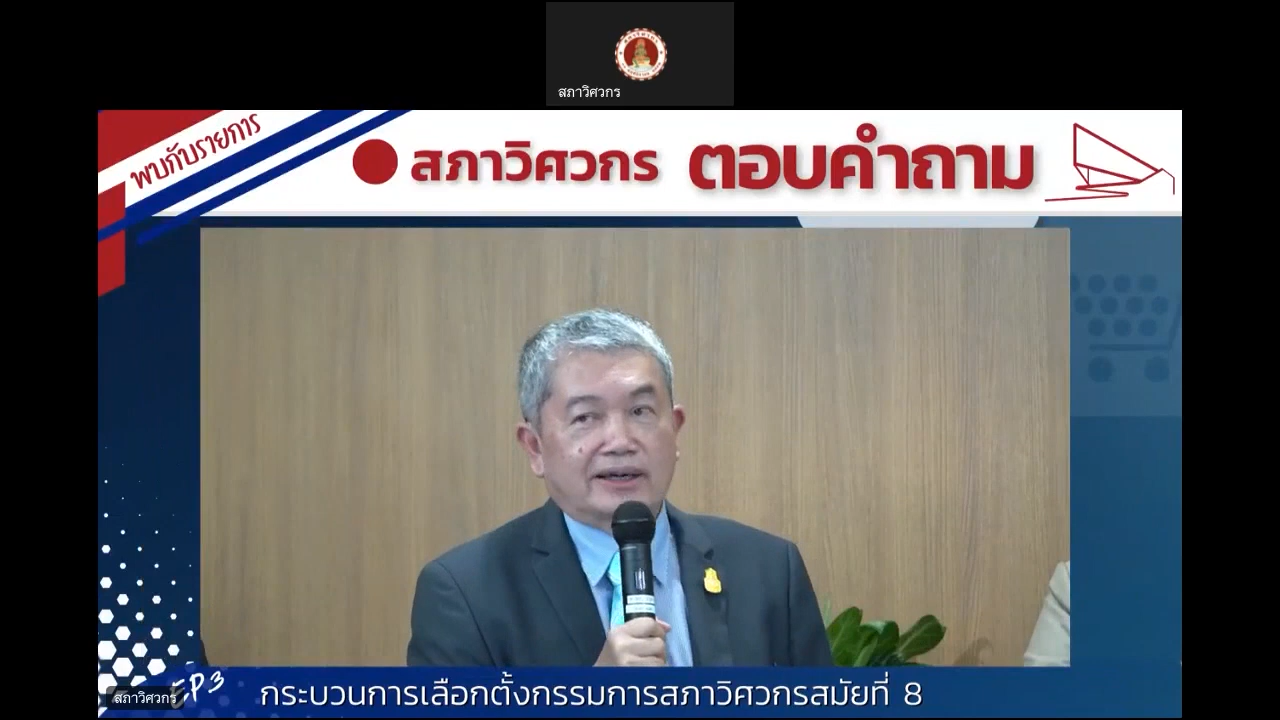 สภาวิศวกร
พบกับรายการ
สภาวิศวกร ตอบคำถาม
สภาวิศวกร
EP3
กระบวนการเลือกตั้งกรรมการสภาวิศวกรสมัยที่ 8